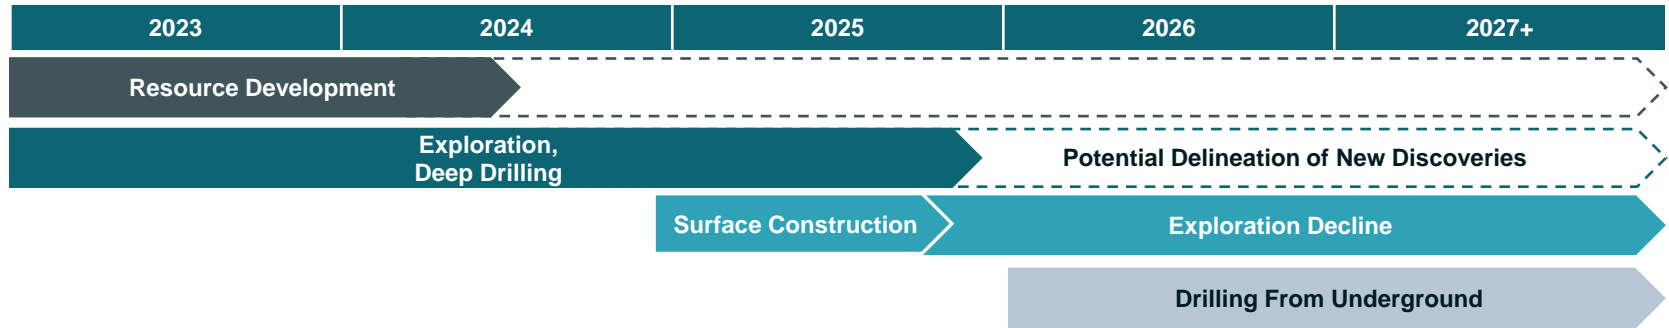 2023 2024 2025 2026 2027+
Resource Development
Exploration,
Deep Drilling
Potential Delineation of New Discoveries
Surface Construction
Exploration Decline
Drilling From Underground